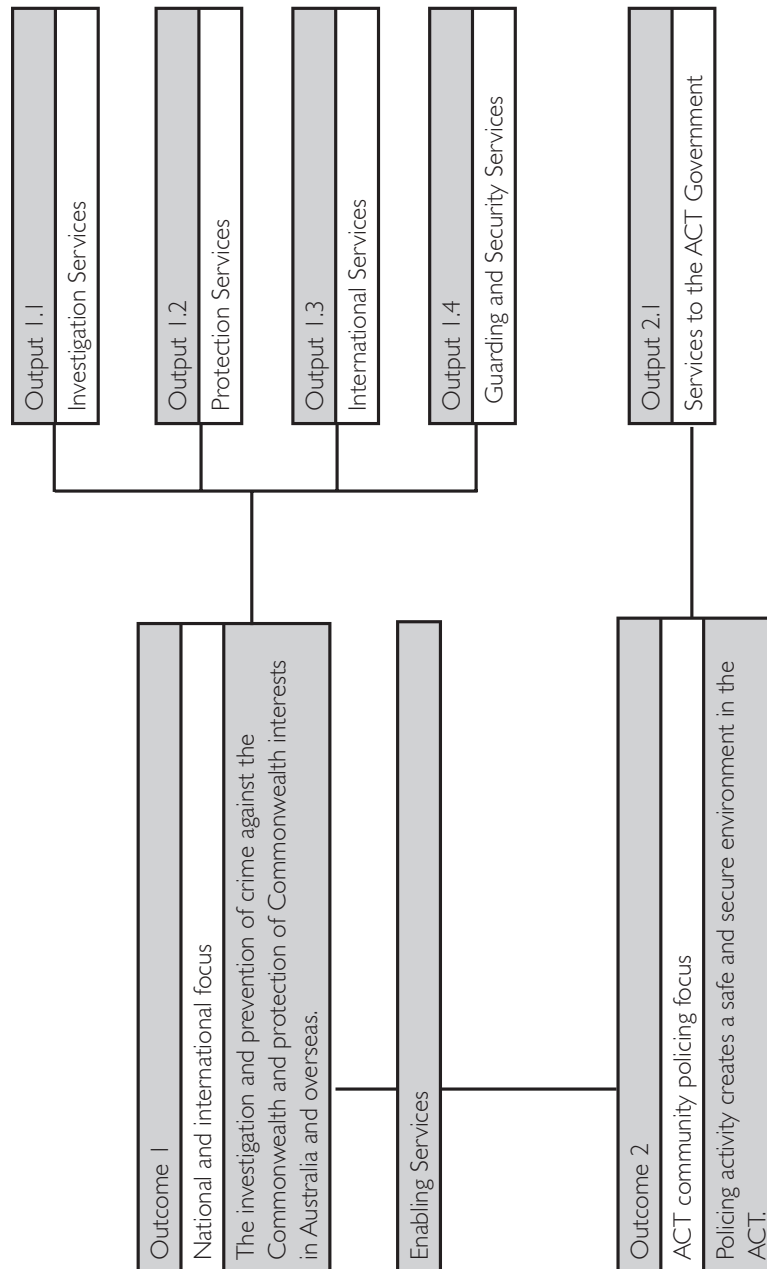 Outcome 1
National and international focus
The investigation and prevention of crime against the
Commonwealth and protection of Commonwealth interests
in Australia and overseas.
Enabling Services
Outcome 2
ACT community policing focus
Policing activity creates a safe and secure environment in the
ACT.
Output 1.1
Investigation Services
Output 1.2
Protection Services
Output 1.3
International Services
Output 1.4
Guarding and Security Services
Output 2.1
Services to the ACT Government